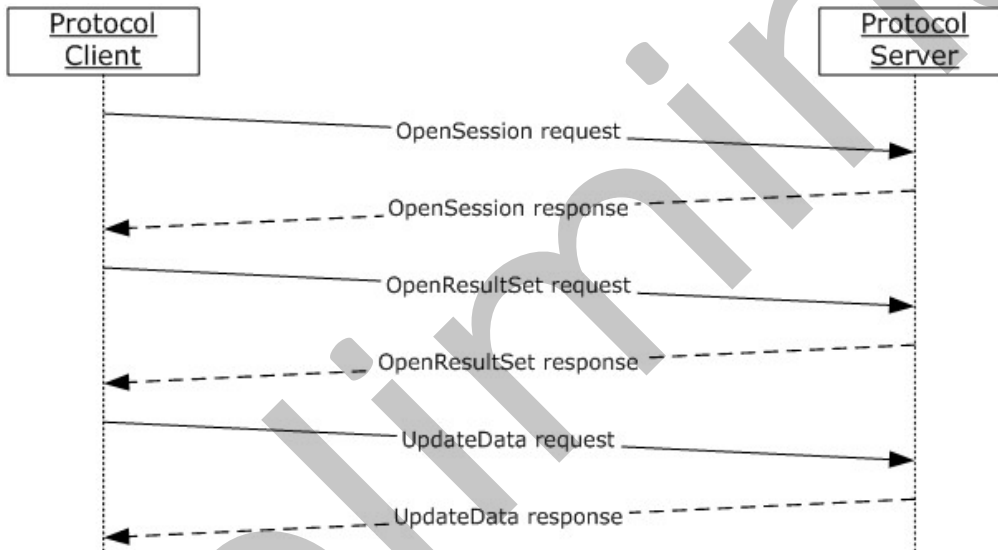 Protocol
Client
Protocol
Server
OpenSession request
OpenSession response
OpenResultSet request
OpenResultSet response
UpdateData request
UpdateData response